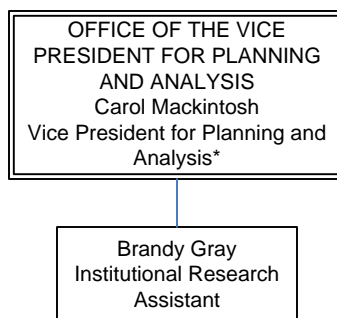 OFFICE OF THE VICE
PRESIDENT FOR PLANNING
AND ANALYSIS
Carol Mackintosh
Vice President for Planning and
Analysis*
Brandy Gray
Institutional Research
Assistant